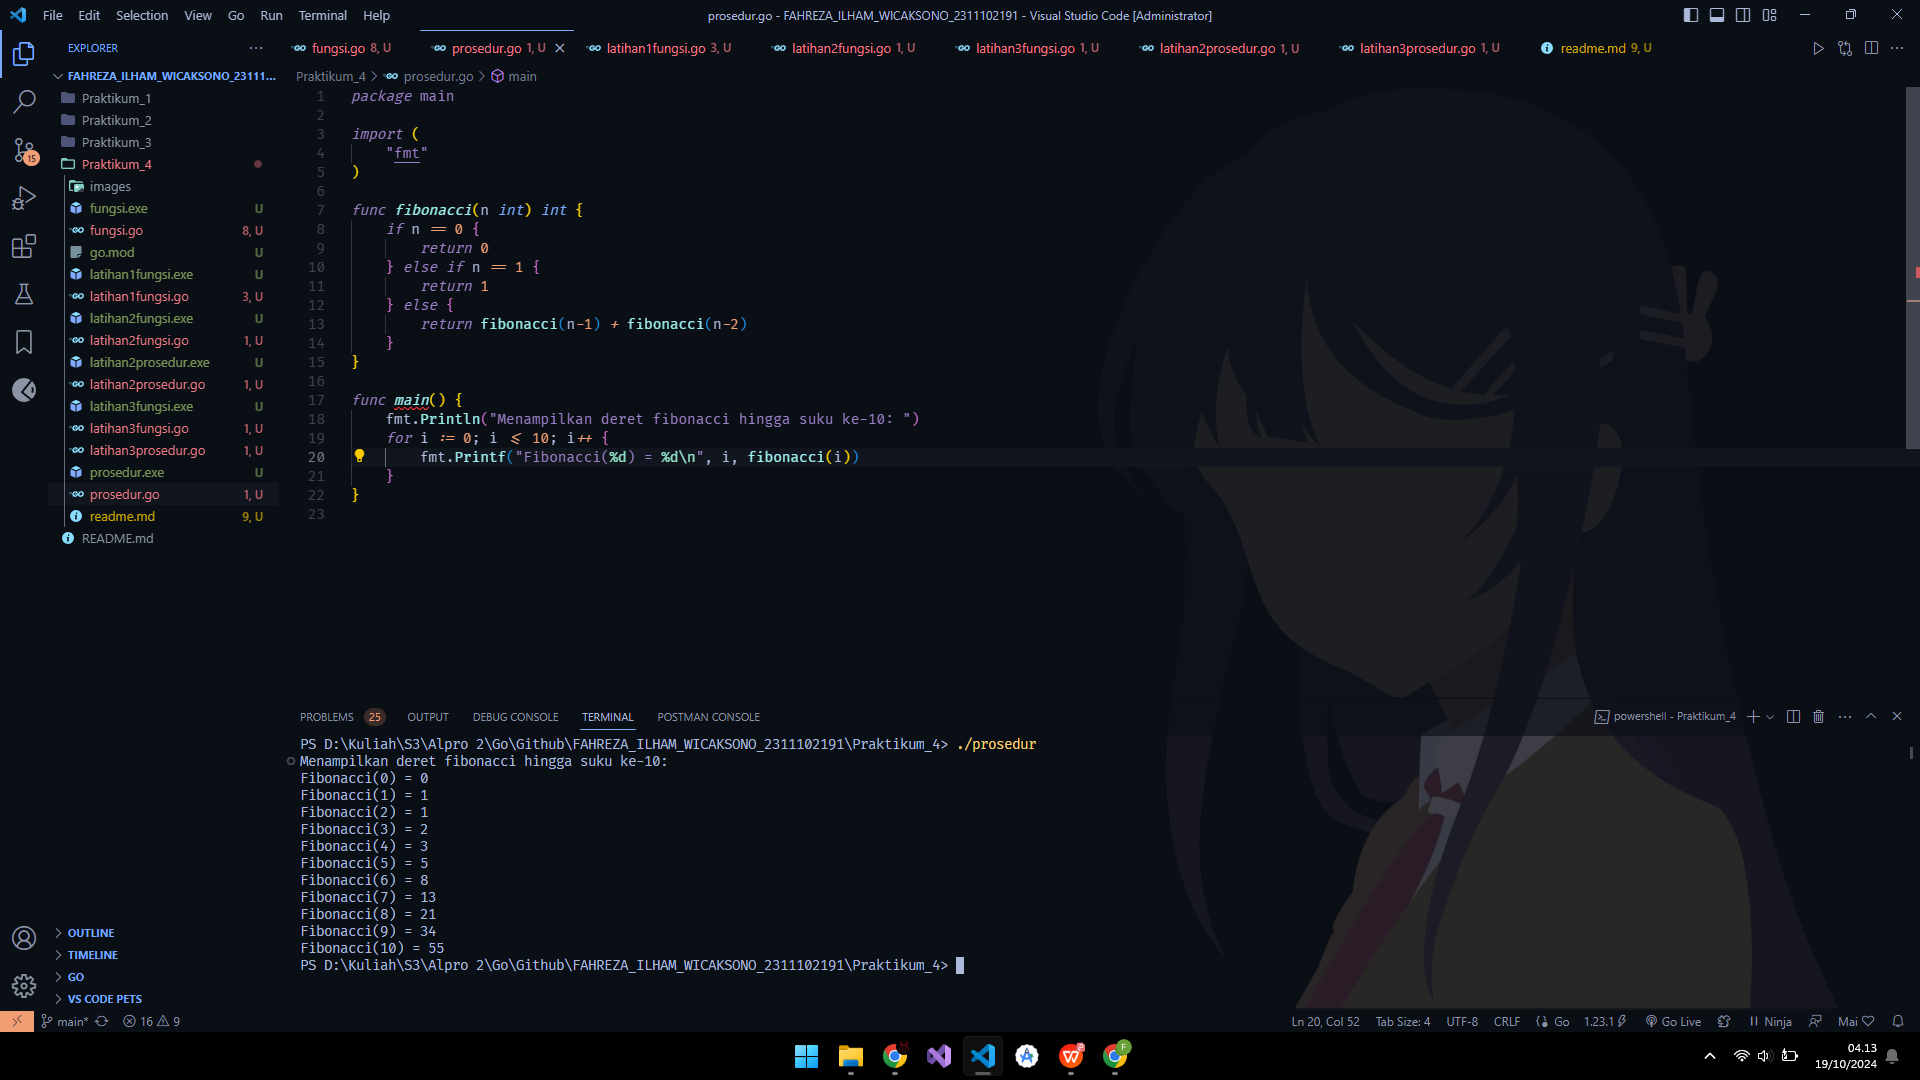 File Edit Selection View Go Run Terminal Help
prosedur.go - FAHREZA_ILHAM_WICAKSONO_2311102191 - Visual Studio Code [Administrator]
EXPLORER
fungsi.go 8, U
prosedur.go 1, U
latihan1fungsi.go 3, U
latihan2fungsi.go 1, U
latihan3fungsi.go 1, U
latihan2prosedur.go 1, U
latihan3prosedur.go 1, U
readme.md 9, U
FAHREZA_ILHAM_WICAKSONO_23111...
Praktikum_1
Praktikum_2
Praktikum_3
Praktikum_4
images
fungsi.exe U
fungsi.go 8, U
go.mod U
latihan1fungsi.exe U
latihan1fungsi.go 3, U
latihan2fungsi.exe U
latihan2fungsi.go 1, U
latihan2prosedur.exe U
latihan2prosedur.go 1, U
latihan3fungsi.exe U
latihan3fungsi.go 1, U
latihan3prosedur.go 1, U
prosedur.exe U
prosedur.go 1, U
readme.md 9, U
README.md
15
OUTLINE
TIMELINE
GO
VS CODE PETS
Praktikum_4 > prosedur.go > main
1 package main
2
3 import (
4 "fmt"
5 )
6
7 func fibonacci(n int) int {
8 if n == 0 {
9 return 0
10 } else if n == 1 {
11 return 1
12 } else {
13 return fibonacci(n-1) + fibonacci(n-2)
14 }
15 }
16
17 func main() {
18 fmt.Println("Menampilkan deret fibonacci hingga suku ke-10: ")
19 for i := 0; i <= 10; i++ {
20 fmt.Printf("Fibonacci(%d) = %d\n", i, fibonacci(i))
21 }
22 }
23
PROBLEMS 25 OUTPUT DEBUG CONSOLE TERMINAL POSTMAN CONSOLE
powershell - Praktikum_4
PS D:\Kuliah\S3\Alpro 2\Go\Github\FAHREZA_ILHAM_WICAKSONO_2311102191\Praktikum_4> ./prosedur
Menampilkan deret fibonacci hingga suku ke-10:
Fibonacci(0) = 0
Fibonacci(1) = 1
Fibonacci(2) = 1
Fibonacci(3) = 2
Fibonacci(4) = 3
Fibonacci(5) = 5
Fibonacci(6) = 8
Fibonacci(7) = 13
Fibonacci(8) = 21
Fibonacci(9) = 34
Fibonacci(10) = 55
PS D:\Kuliah\S3\Alpro 2\Go\Github\FAHREZA_ILHAM_WICAKSONO_2311102191\Praktikum_4>
main* 16 9
Ln 20, Col 52 Tab Size: 4 UTF-8 CRLF Go 1.23.1 Go Live Ninja Mai
F
04.13
19/10/2024